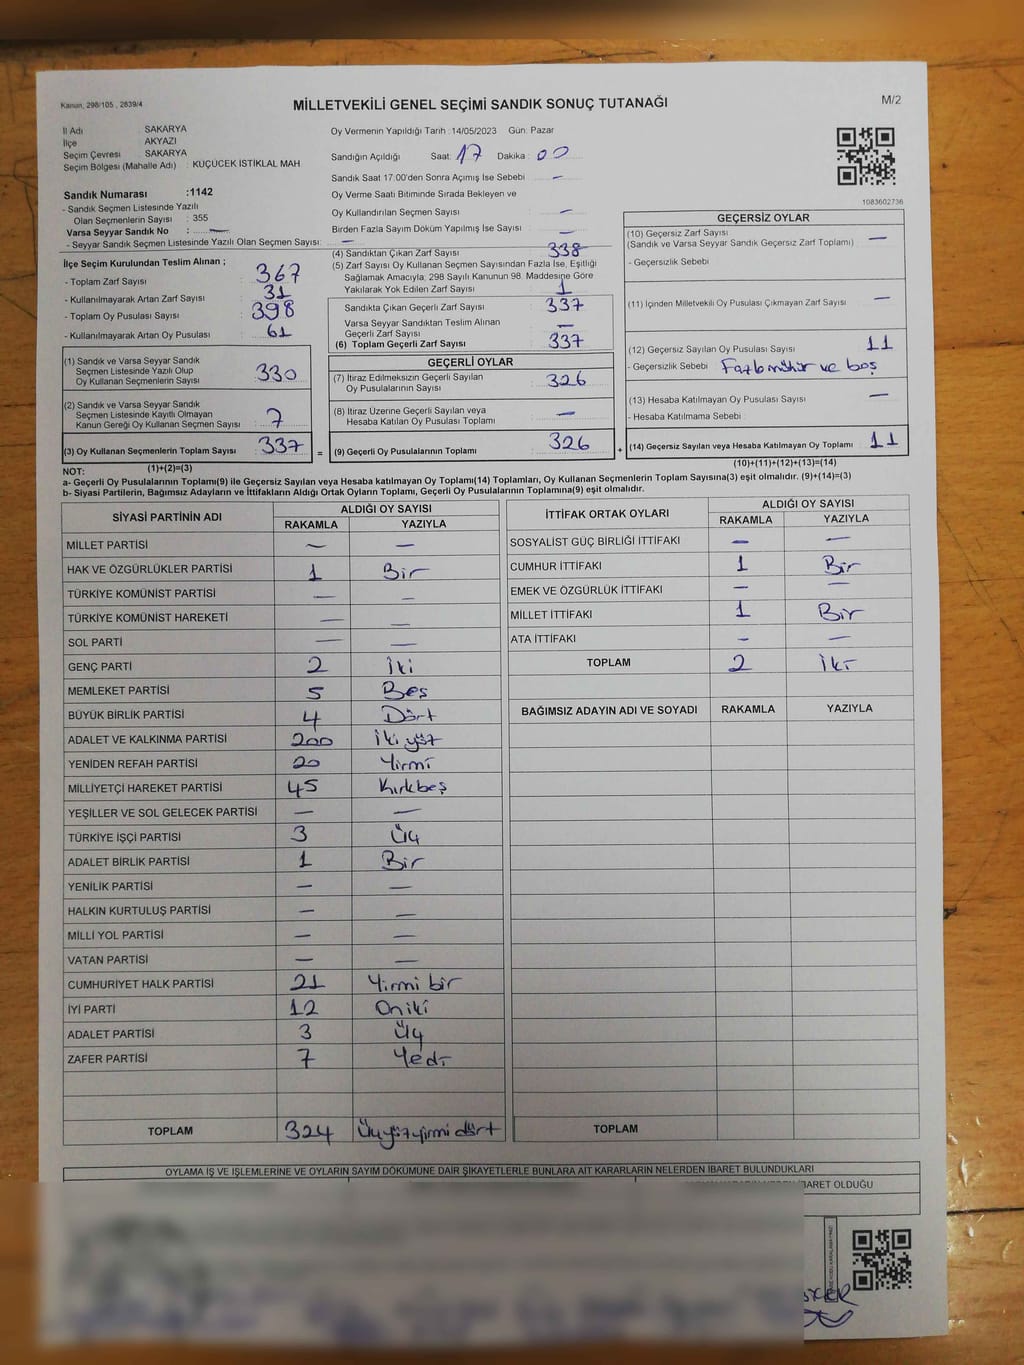 Kanun, 298/105 , 2839/4
MİLLETVEKİLİ GENEL SEÇİMİ SANDIK SONUÇ TUTANAĞI
M/2
İl Adı SAKARYA
İlçe AKYAZI
Seçim Çevresi SAKARYA
Seçim Bölgesi (Mahalle Adı) : KÜÇÜCEK İSTİKLAL MAH
Sandık Numarası :1142
- Sandık Seçmen Listesinde Yazılı
Olan Seçmenlerin Sayısı : 355
Varsa Seyyar Sandık No : —
- Seyyar Sandık Seçmen Listesinde Yazılı Olan Seçmen Sayısı: —
Oy Vermenin Yapıldığı Tarih : 14/05/2023 Gün: Pazar
Sandığın Açıldığı Saat: 17 Dakika : 00
Sandık Saat 17.00'den Sonra Açımış İse Sebebi : —
Oy Verme Saati Bitiminde Sırada Bekleyen ve
Oy Kullandırılan Seçmen Sayısı : —
Birden Fazla Sayım Döküm Yapılmış İse Sayısı : —
1083602736
İlçe Seçim Kurulundan Teslim Alınan ;
- Toplam Zarf Sayısı : 367
- Kullanılmayarak Artan Zarf Sayısı : 31
- Toplam Oy Pusulası Sayısı : 398
- Kullanılmayarak Artan Oy Pusulası : 61
(4) Sandıktan Çıkan Zarf Sayısı : 338
(5) Zarf Sayısı Oy Kullanan Seçmen Sayısından Fazla İse, Eşitliği
Sağlamak Amacıyla, 298 Sayılı Kanunun 98. Maddesine Göre
Yakılarak Yok Edilen Zarf Sayısı : 1
Sandıkta Çıkan Geçerli Zarf Sayısı : 337
Varsa Seyyar Sandıktan Teslim Alınan
Geçerli Zarf Sayısı : —
(6) Toplam Geçerli Zarf Sayısı : 337
GEÇERSİZ OYLAR
(10) Geçersiz Zarf Sayısı
(Sandık ve Varsa Seyyar Sandık Geçersiz Zarf Toplamı) : —
- Geçersizlik Sebebi :
(11) İçinden Milletvekili Oy Pusulası Çıkmayan Zarf Sayısı : —
(12) Geçersiz Sayılan Oy Pusulası Sayısı : 11
- Geçersizlik Sebebi : Fazla mühür ve boş
(13) Hesaba Katılmayan Oy Pusulası Sayısı : —
- Hesaba Katılmama Sebebi :
(14) Geçersiz Sayılan veya Hesaba Katılmayan Oy Toplamı : 11
(10)+(11)+(12)+(13)=(14)
(1) Sandık ve Varsa Seyyar Sandık
Seçmen Listesinde Yazılı Olup
Oy Kullanan Seçmenlerin Sayısı : 330
(2) Sandık ve Varsa Seyyar Sandık
Seçmen Listesinde Kayıtlı Olmayan
Kanun Gereği Oy Kullanan Seçmen Sayısı : 7
(3) Oy Kullanan Seçmenlerin Toplam Sayısı : 337
(1)+(2)=(3)
GEÇERLİ OYLAR
(7) İtiraz Edilmeksizin Geçerli Sayılan
Oy Pusulalarının Sayısı : 326
(8) İtiraz Üzerine Geçerli Sayılan veya
Hesaba Katılan Oy Pusulası Toplamı : —
(9) Geçerli Oy Pusulalarının Toplamı : 326
NOT:
a- Geçerli Oy Pusulalarının Toplamı(9) ile Geçersiz Sayılan veya Hesaba katılmayan Oy Toplamı(14) Toplamları, Oy Kullanan Seçmenlerin Toplam Sayısına(3) eşit olmalıdır. (9)+(14)=(3)
b- Siyasi Partilerin, Bağımsız Adayların ve İttifakların Aldığı Ortak Oyların Toplamı, Geçerli Oy Pusulalarının Toplamına(9) eşit olmalıdır.
SİYASİ PARTİNİN ADI ALDIĞI OY SAYISI
RAKAMLA YAZIYLA
MİLLET PARTİSİ — —
HAK VE ÖZGÜRLÜKLER PARTİSİ 1 Bir
TÜRKİYE KOMÜNİST PARTİSİ — —
TÜRKİYE KOMÜNİST HAREKETİ — —
SOL PARTİ — —
GENÇ PARTİ 2 İki
MEMLEKET PARTİSİ 5 Beş
BÜYÜK BİRLİK PARTİSİ 4 Dört
ADALET VE KALKINMA PARTİSİ 200 İki yüz
YENİDEN REFAH PARTİSİ 20 Yirmi
MİLLİYETÇİ HAREKET PARTİSİ 45 Kırkbeş
YEŞİLLER VE SOL GELECEK PARTİSİ — —
TÜRKİYE İŞÇİ PARTİSİ 3 Üç
ADALET BİRLİK PARTİSİ 1 Bir
YENİLİK PARTİSİ — —
HALKIN KURTULUŞ PARTİSİ — —
MİLLİ YOL PARTİSİ — —
VATAN PARTİSİ — —
CUMHURİYET HALK PARTİSİ 21 Yirmi bir
İYİ PARTİ 12 Oniki
ADALET PARTİSİ 3 Üç
ZAFER PARTİSİ 7 Yedi
TOPLAM 324 Üçyüzyirmi dört
İTTİFAK ORTAK OYLARI ALDIĞI OY SAYISI
RAKAMLA YAZIYLA
SOSYALİST GÜÇ BİRLİĞİ İTTİFAKI — —
CUMHUR İTTİFAKI 1 Bir
EMEK VE ÖZGÜRLÜK İTTİFAKI — —
MİLLET İTTİFAKI 1 Bir
ATA İTTİFAKI — —
TOPLAM 2 İki
BAĞIMSIZ ADAYIN ADI VE SOYADI RAKAMLA YAZIYLA
TOPLAM
OYLAMA İŞ VE İŞLEMLERİNE VE OYLARIN SAYIM DÖKÜMÜNE DAİR ŞİKAYETLERLE BUNLARA AİT KARARLARIN NELERDEN İBARET BULUNDUKLARI
İBARET OLDUĞU